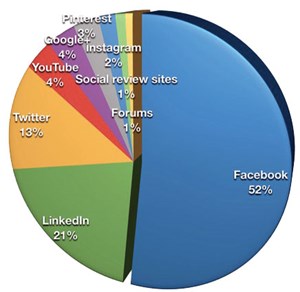 Pinterest
3%
Google+
4%
Instagram
2%
YouTube
4%
Social review sites
1%
Forums
1%
Twitter
13%
Facebook
52%
LinkedIn
21%